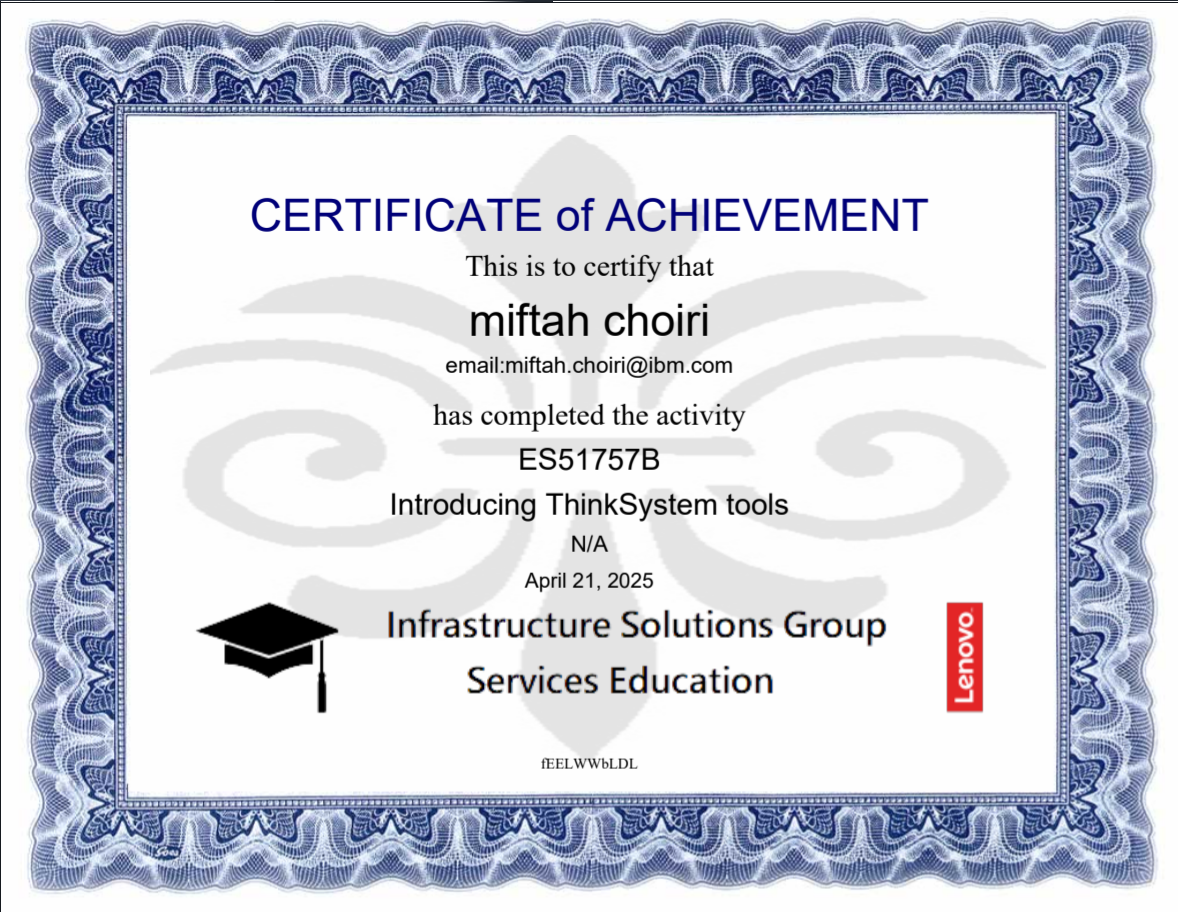 CERTIFICATE of ACHIEVEMENT
This is to certify that
miftah choiri
email:miftah.choiri@ibm.com
has completed the activity
ES51757B
Introducing ThinkSystem tools
N/A
April 21, 2025
Infrastructure Solutions Group
Services Education
Lenovo
fEELWWbLDL